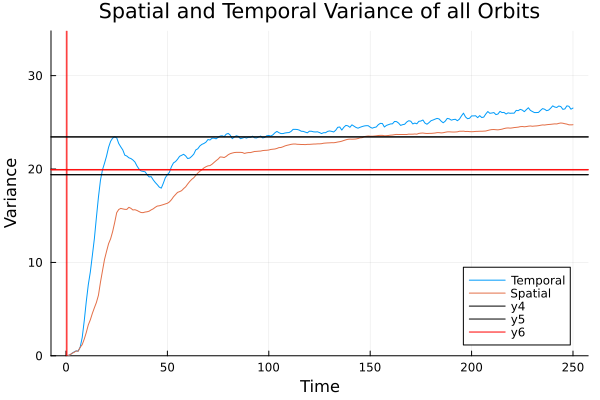 Spatial and Temporal Variance of all Orbits
Variance
30
20
10
0
0 50 100 150 200 250
Time
Temporal
Spatial
y4
y5
y6